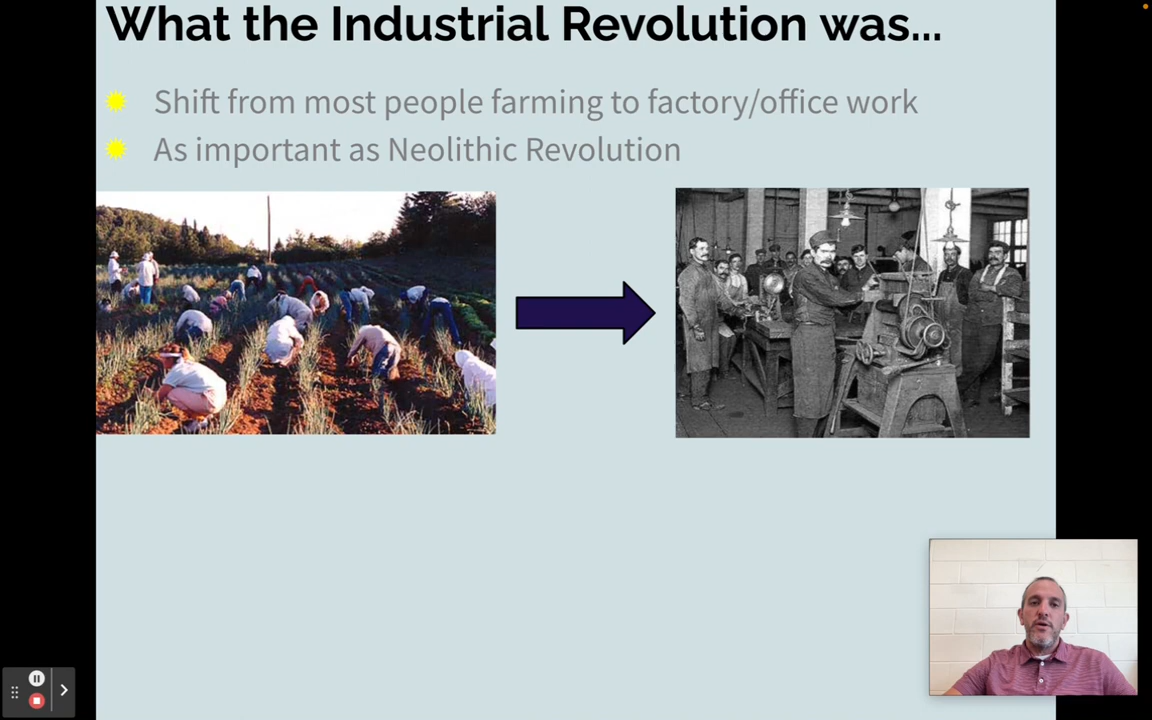 What the Industrial Revolution was...
Shift from most people farming to factory/office work
As important as Neolithic Revolution